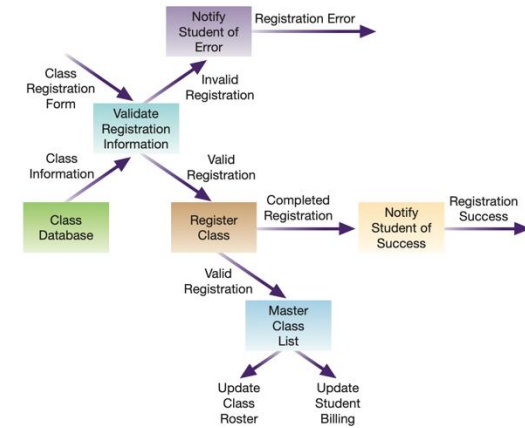 Notify
Student of
Error
Registration Error
Class
Registration
Form
Invalid
Registration
Validate
Registration
Information
Class
Information
Valid
Registration
Class
Database
Register
Class
Completed
Registration
Notify
Student of
Success
Registration
Success
Valid
Registration
Master
Class
List
Update
Class
Roster
Update
Student
Billing